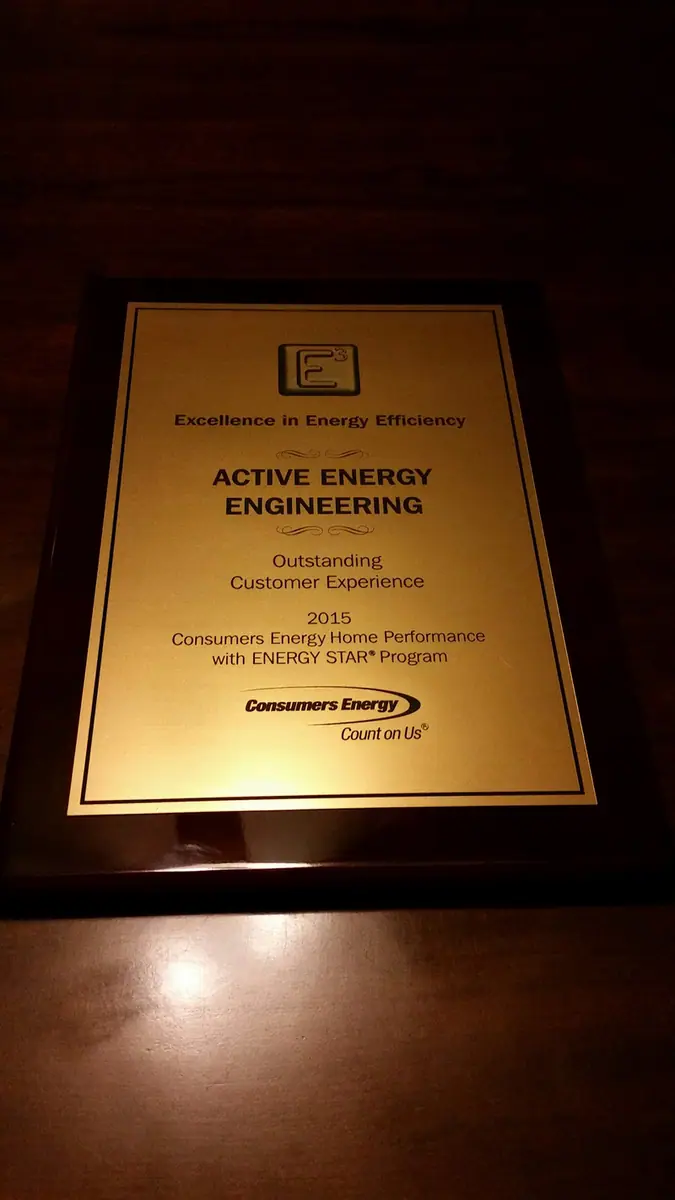 E³
Excellence in Energy Efficiency
ACTIVE ENERGY
ENGINEERING
Outstanding
Customer Experience
2015
Consumers Energy Home Performance
with ENERGY STAR® Program
Consumers Energy
Count on Us®